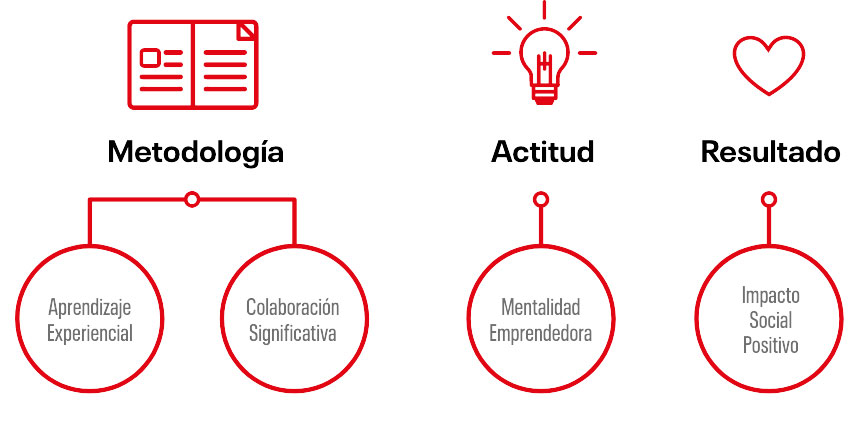 Metodología
Actitud
Resultado
Aprendizaje
Experiencial
Colaboración
Significativa
Mentalidad
Emprendedora
Impacto
Social
Positivo